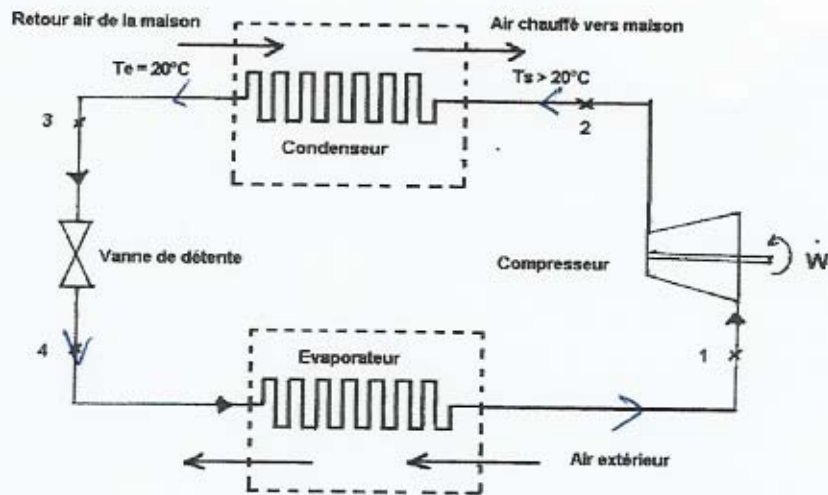 Retour air de la maison
Air chauffé vers maison
Te = 20°C
Ts > 20°C
3
2
Condenseur
Vanne de détente
Compresseur
Ẇ
4
Evaporateur
1
Air extérieur